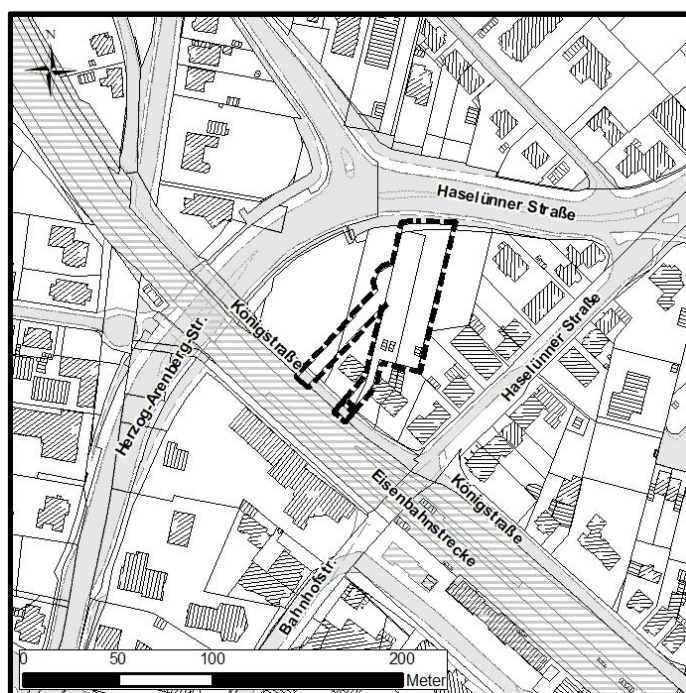 N
Haselünner Straße
Königstraße
Herzog-Arenberg-Str.
Haselünner Straße
Eisenbahnstrecke
Königstraße
Bahnhofstr.
0 50 100 200
Meter